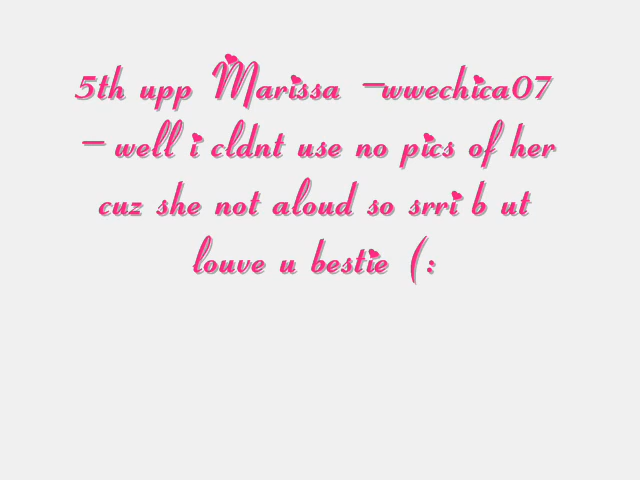 5th upp Marissa -wwechica07
- well i cldnt use no pics of her
cuz she not aloud so srri b ut
louve u bestie (: